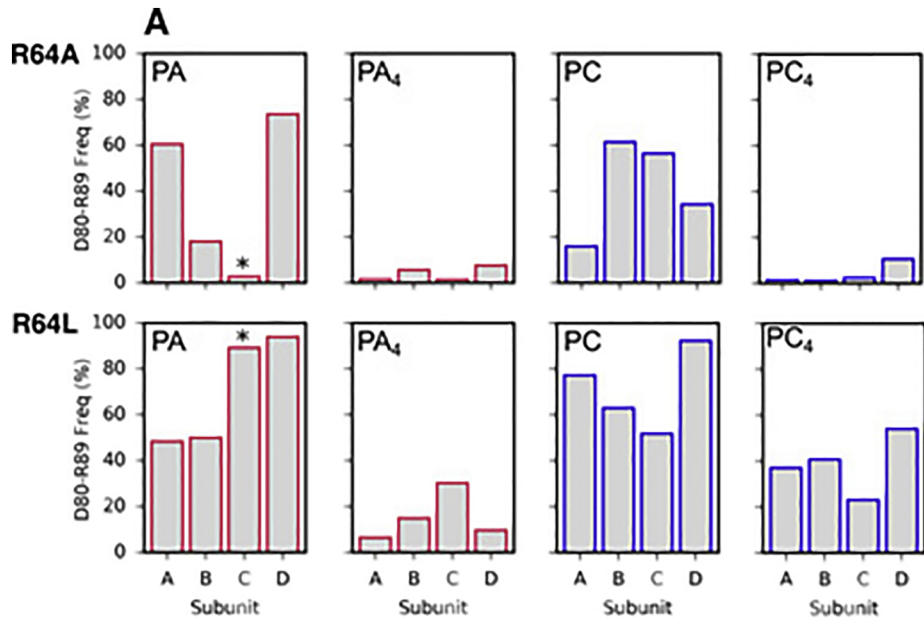 A
R64A
PA PA₄ PC PC₄
D80-R89 Freq (%)
100
80
60
40
20
0
*
R64L
PA PA₄ PC PC₄
D80-R89 Freq (%)
100
80
60
40
20
0
*
A B C D A B C D A B C D A B C D
Subunit Subunit Subunit Subunit